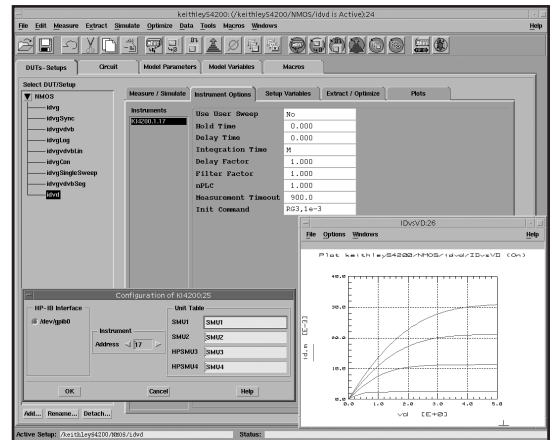 keithleyS4200:(/keithley/S4200/NMOS/idvd is Active):24
File Edit Measure Extract Simulate Optimize Data Tools Macros Windows Help
DUTs-Setups Circuit Model Parameters Model Variables Macros
Select DUT/Setup
Measure / Simulate Instrument Options Setup Variables Extract / Optimize Plots
NMOS
idvg
idvgSync
idvgvdvb
idvgLog
idvgvdvbLin
idvgCon
idvgSingleSweep
idvgvdvbSeg
idvd
Instruments
KI4200.1.17
Use User Sweep No
Hold Time 0.000
Delay Time 0.000
Integration Time M
Delay Factor 1.000
Filter Factor 1.000
nPLC 1.000
Measurement Timeout 900.0
Init Command RG3,1e-3
IDvsVD:26
File Options Windows Help
Plot keithleyS4200/NMOS/idvd/IDvsVD (On)
id.m [E-3]
40.0
30.0
20.0
10.0
0.0
0.0 1.0 2.0 3.0 4.0 5.0
vd [E+0]
Configuration of KI4200:25
HP-IB Interface
/dev/gpib0
Instrument
Address 17
Unit Table
SMU1 SMU1
SMU2 SMU2
HPSMU3 SMU3
HPSMU4 SMU4
OK Cancel Help
Add... Rename... Detach...
Active Setup: /keithleyS4200/NMOS/idvd Status: